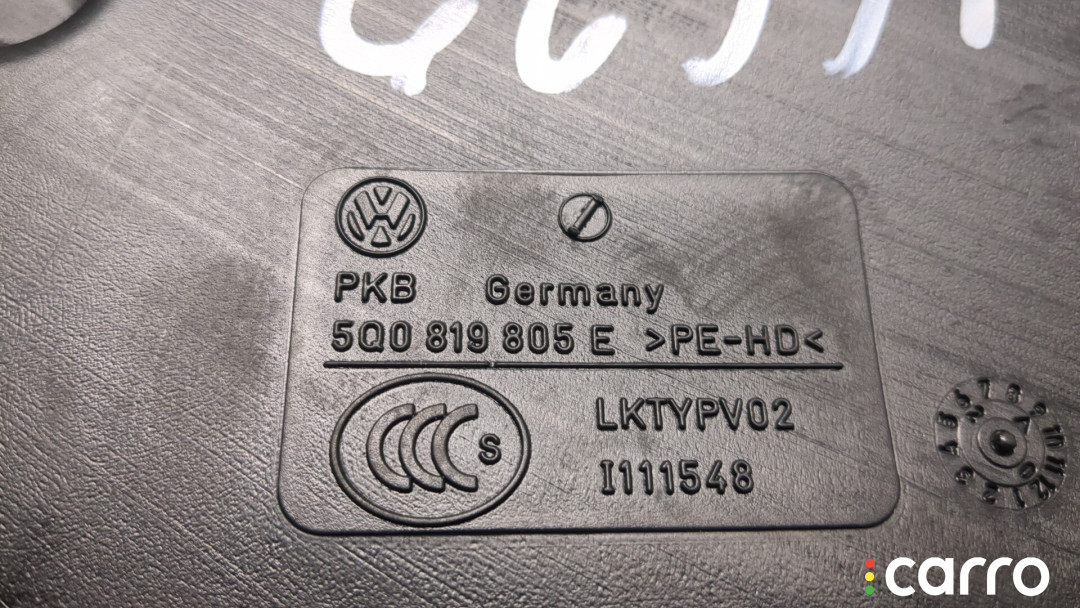 PKB Germany
5Q0 819 805 E >PE-HD<
LKTYPV02
S
I111548
carro